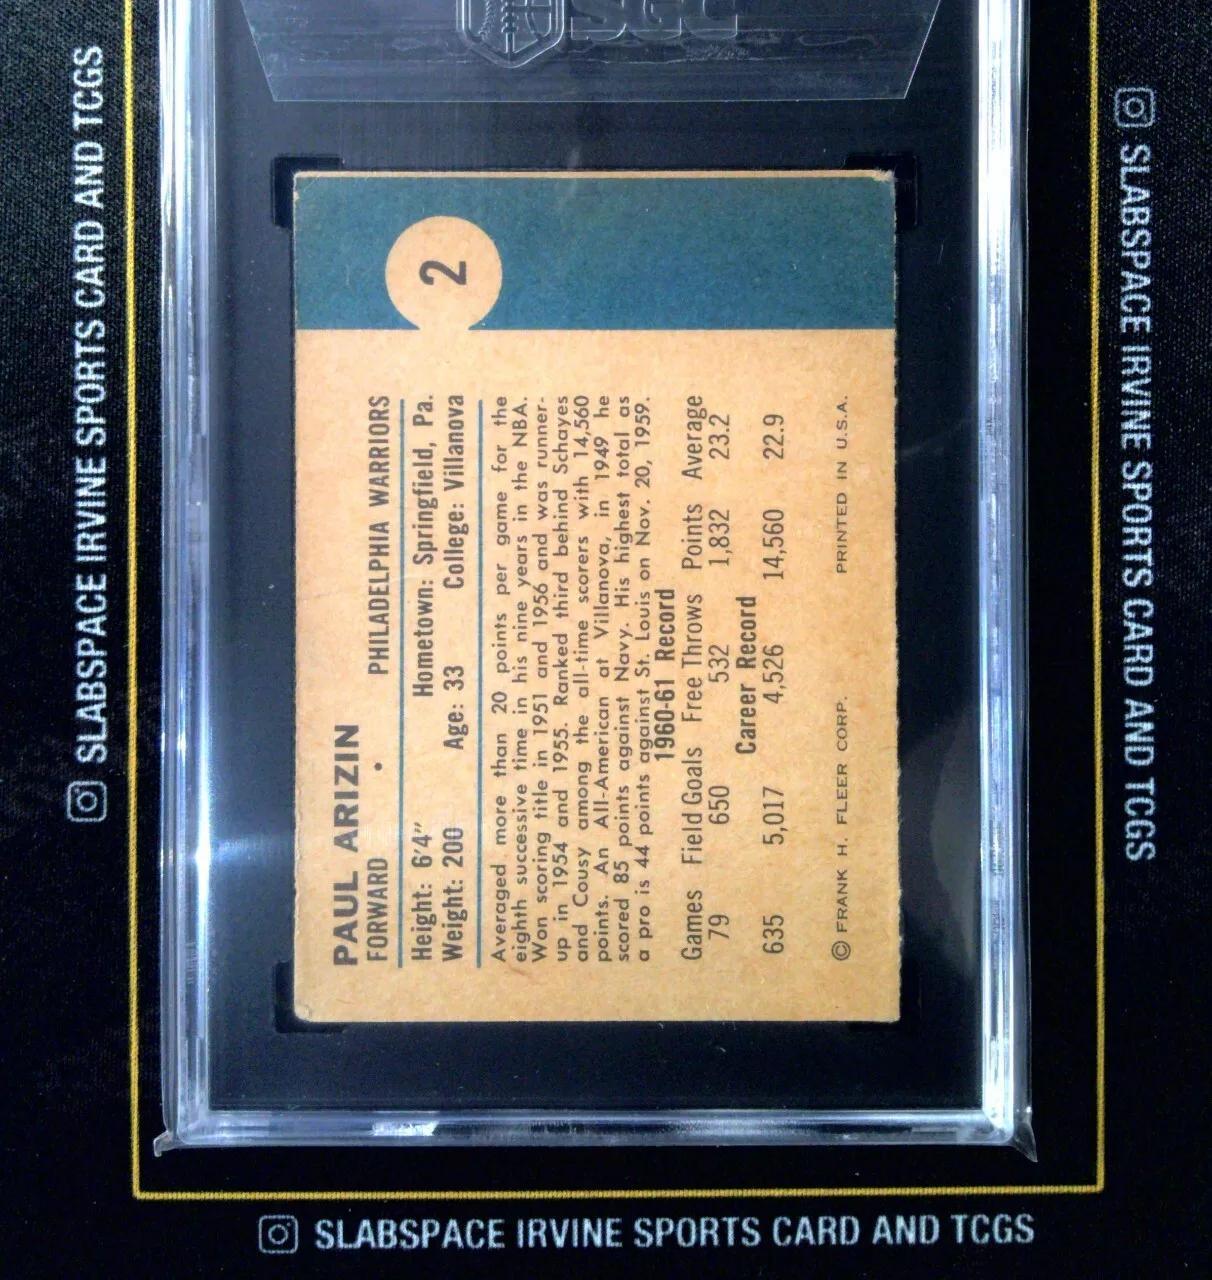 SGC
2
PAUL ARIZIN
FORWARD • PHILADELPHIA WARRIORS
Height: 6'4" Hometown: Springfield, Pa.
Weight: 200 Age: 33 College: Villanova
Averaged more than 20 points per game for the
eighth successive time in his nine years in the NBA.
Won scoring title in 1951 and 1956 and was runner-
up in 1954 and 1955. Ranked third behind Schayes
and Cousy among the all-time scorers with 14,560
points. An All-American at Villanova, in 1949 he
scored 85 points against Navy. His highest total as
a pro is 44 points against St. Louis on Nov. 20, 1959.
1960-61 Record
Games Field Goals Free Throws Points Average
79 650 532 1,832 23.2
Career Record
635 5,017 4,526 14,560 22.9
© FRANK H. FLEER CORP. PRINTED IN U.S.A.
SLABSPACE IRVINE SPORTS CARD AND TCGS
SLABSPACE IRVINE SPORTS CARD AND TCGS
SLABSPACE IRVINE SPORTS CARD AND TCGS